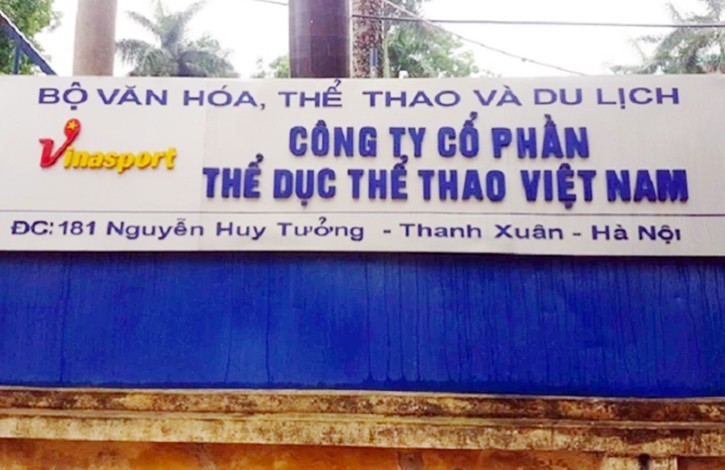 BỘ VĂN HÓA, THỂ THAO VÀ DU LỊCH
Vinasport
CÔNG TY CỔ PHẦN
THỂ DỤC THỂ THAO VIỆT NAM
ĐC: 181 Nguyễn Huy Tưởng - Thanh Xuân - Hà Nội